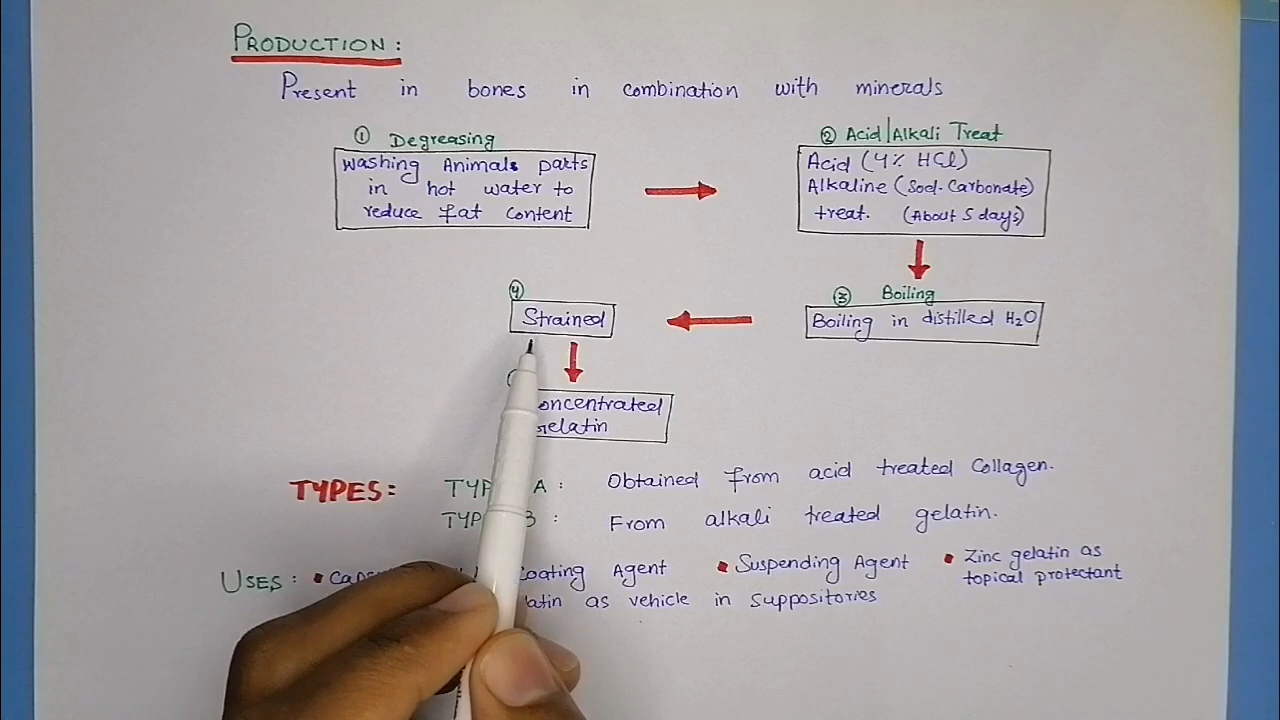 PRODUCTION:
Present in bones in combination with minerals
① Degreasing
Washing Animals parts
in hot water to
reduce fat content
② Acid/Alkali Treat
Acid (4% HCl)
Alkaline (Sod. Carbonate)
treat. (About 5 days)
③ Boiling
Boiling in distilled H₂O
④
Strained
oncentrated
elatin
TYPES: TYP A: Obtained from acid treated Collagen.
TYP B: From alkali treated gelatin.
USES: • Caps Coating Agent • Suspending Agent • Zinc gelatin as
topical protectant
latin as vehicle in suppositories